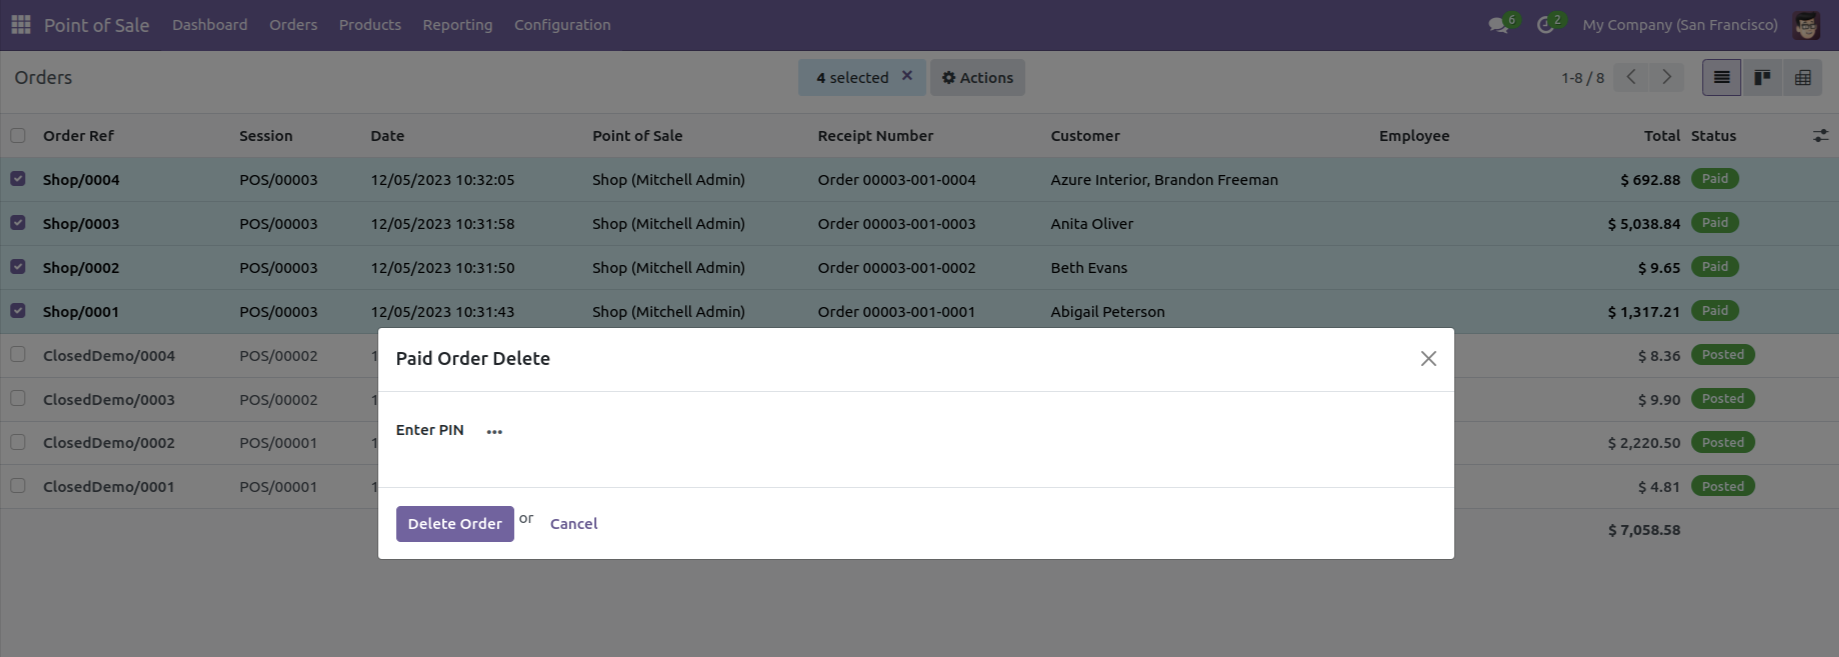 Point of Sale Dashboard Orders Products Reporting Configuration 6 2 My Company (San Francisco)
Orders 4 selected Actions 1-8 / 8
Order Ref Session Date Point of Sale Receipt Number Customer Employee Total Status
Shop/0004 POS/00003 12/05/2023 10:32:05 Shop (Mitchell Admin) Order 00003-001-0004 Azure Interior, Brandon Freeman $ 692.88 Paid
Shop/0003 POS/00003 12/05/2023 10:31:58 Shop (Mitchell Admin) Order 00003-001-0003 Anita Oliver $ 5,038.84 Paid
Shop/0002 POS/00003 12/05/2023 10:31:50 Shop (Mitchell Admin) Order 00003-001-0002 Beth Evans $ 9.65 Paid
Shop/0001 POS/00003 12/05/2023 10:31:43 Shop (Mitchell Admin) Order 00003-001-0001 Abigail Peterson $ 1,317.21 Paid
ClosedDemo/0004 POS/00002 1 $ 8.36 Posted
ClosedDemo/0003 POS/00002 1 $ 9.90 Posted
ClosedDemo/0002 POS/00001 1 $ 2,220.50 Posted
ClosedDemo/0001 POS/00001 1 $ 4.81 Posted
$ 7,058.58
Paid Order Delete
Enter PIN •••
Delete Order or Cancel